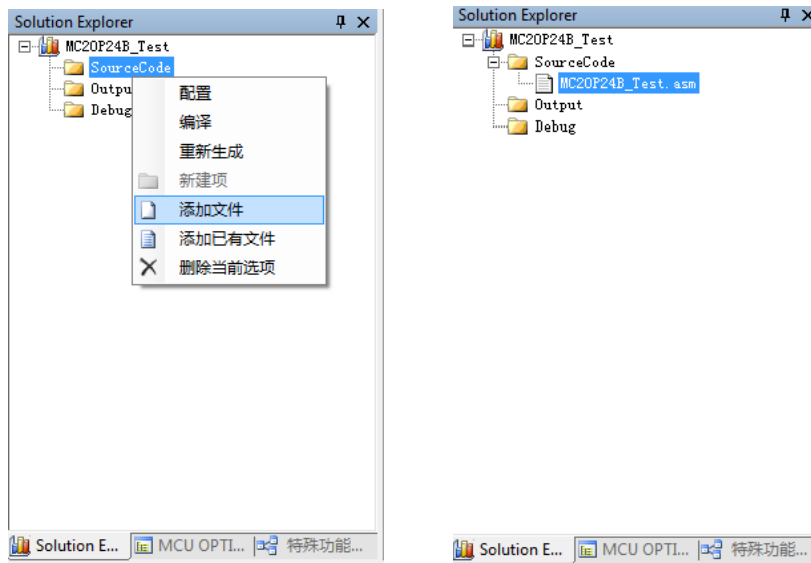 Solution Explorer
MC20P24B_Test
SourceCode
Outpu
Debug
配置
编译
重新生成
新建项
添加文件
添加已有文件
删除当前选项
Solution E...
MCU OPTI...
特殊功能...
Solution Explorer
MC20P24B_Test
SourceCode
MC20P24B_Test.asm
Output
Debug
Solution E...
MCU OPTI...
特殊功能...